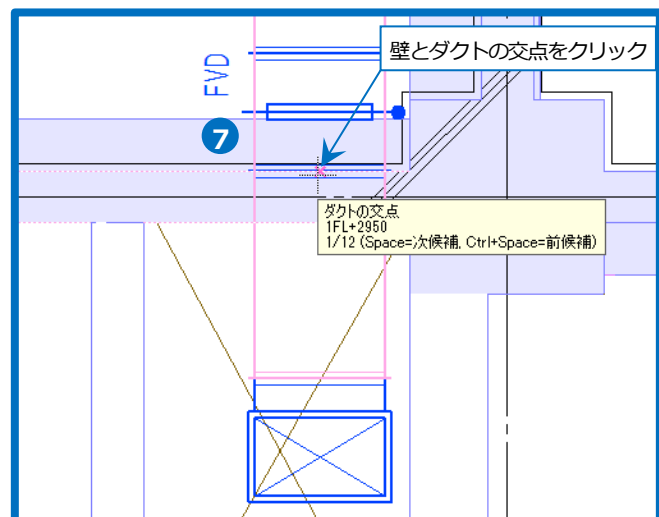 壁とダクトの交点をクリック
FVD
7
ダクトの交点
1FL+2950
1/12 (Space=次候補, Ctrl+Space=前候補)